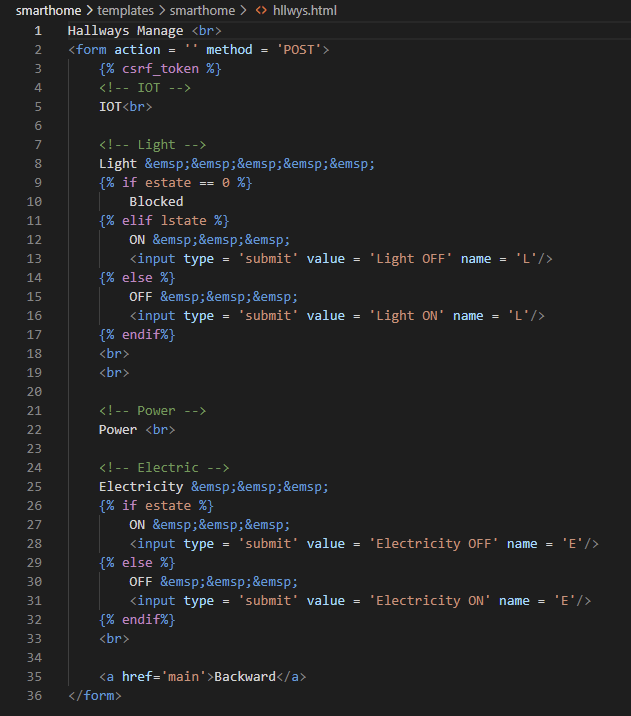 smarthome > templates > smarthome > <> hllwys.html
1 Hallways Manage <br>
2 <form action = '' method = 'POST'>
3 {% csrf_token %}
4 <!-- IOT -->
5 IOT<br>
6
7 <!-- Light -->
8 Light &emsp;&emsp;&emsp;&emsp;&emsp;
9 {% if estate == 0 %}
10 Blocked
11 {% elif lstate %}
12 ON &emsp;&emsp;&emsp;
13 <input type = 'submit' value = 'Light OFF' name = 'L'/>
14 {% else %}
15 OFF &emsp;&emsp;&emsp;
16 <input type = 'submit' value = 'Light ON' name = 'L'/>
17 {% endif%}
18 <br>
19 <br>
20
21 <!-- Power -->
22 Power <br>
23
24 <!-- Electric -->
25 Electricity &emsp;&emsp;&emsp;
26 {% if estate %}
27 ON &emsp;&emsp;&emsp;
28 <input type = 'submit' value = 'Electricity OFF' name = 'E'/>
29 {% else %}
30 OFF &emsp;&emsp;&emsp;
31 <input type = 'submit' value = 'Electricity ON' name = 'E'/>
32 {% endif%}
33 <br>
34
35 <a href='main'>Backward</a>
36 </form>